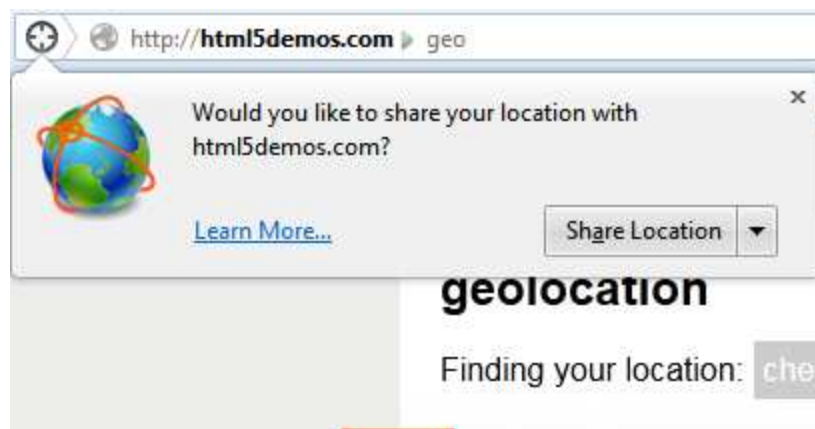 http://html5demos.com geo
Would you like to share your location with
html5demos.com?
Learn More...
Share Location
geolocation
Finding your location: che